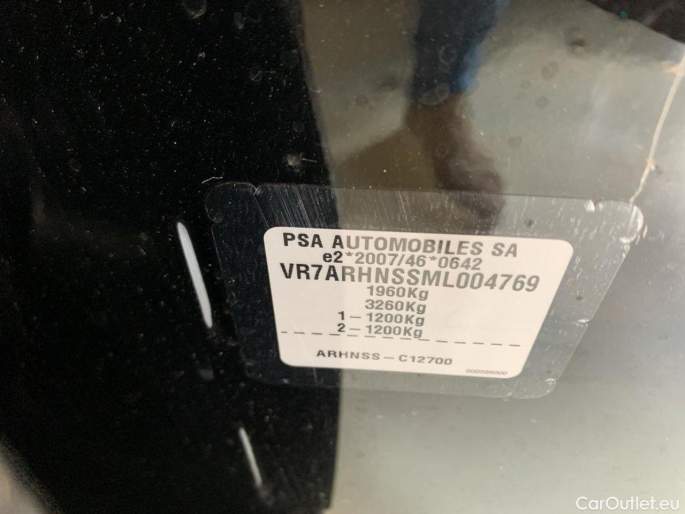 PSA AUTOMOBILES SA
e2*2007/46*0642
VR7ARHNSSML004769
1960Kg
3260Kg
1-1200Kg
2-1200Kg
ARHNSS-C12700
CarOutlet.eu